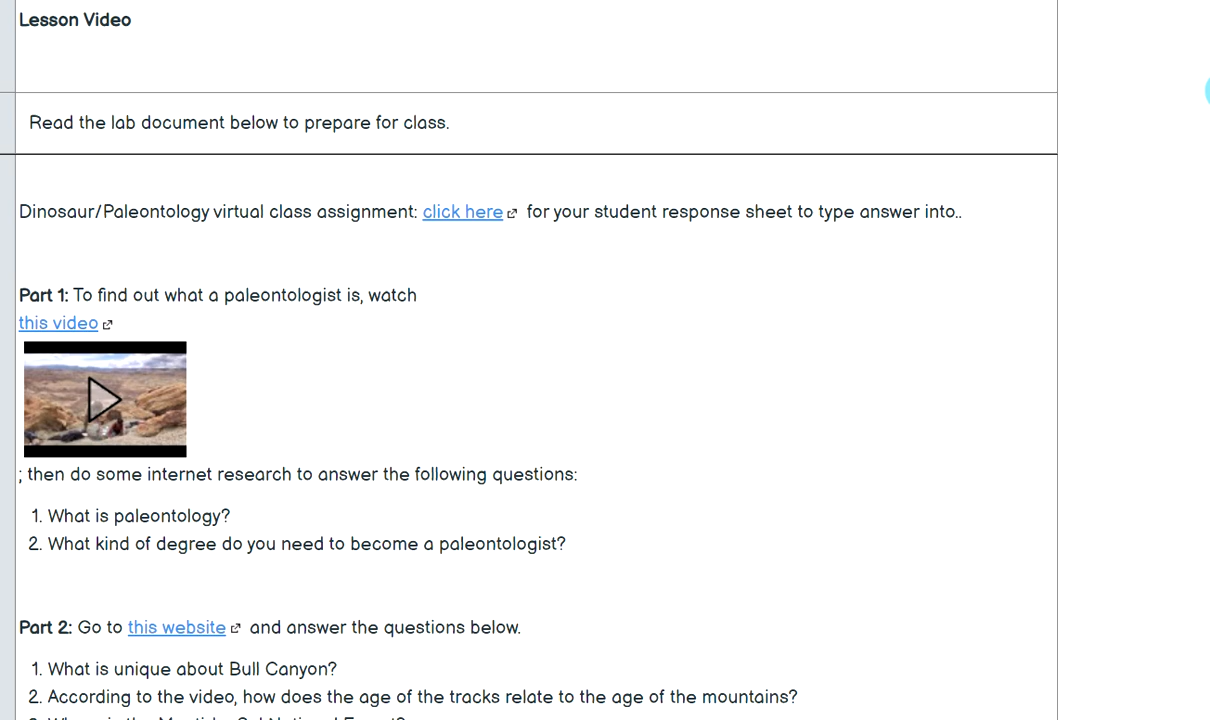 Lesson Video
Read the lab document below to prepare for class.
Dinosaur/Paleontology virtual class assignment: click here for your student response sheet to type answer into..
Part 1: To find out what a paleontologist is, watch
this video
; then do some internet research to answer the following questions:
1. What is paleontology?
2. What kind of degree do you need to become a paleontologist?
Part 2: Go to this website and answer the questions below.
1. What is unique about Bull Canyon?
2. According to the video, how does the age of the tracks relate to the age of the mountains?